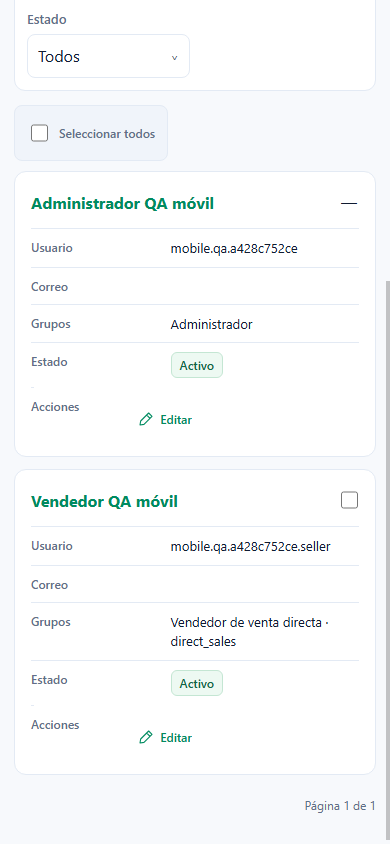 Estado
Todos
Seleccionar todos
Administrador QA móvil —
Usuario mobile.qa.a428c752ce
Correo
Grupos Administrador
Estado Activo
Acciones
Editar
Vendedor QA móvil
Usuario mobile.qa.a428c752ce.seller
Correo
Grupos Vendedor de venta directa ·
direct_sales
Estado Activo
Acciones
Editar
Página 1 de 1